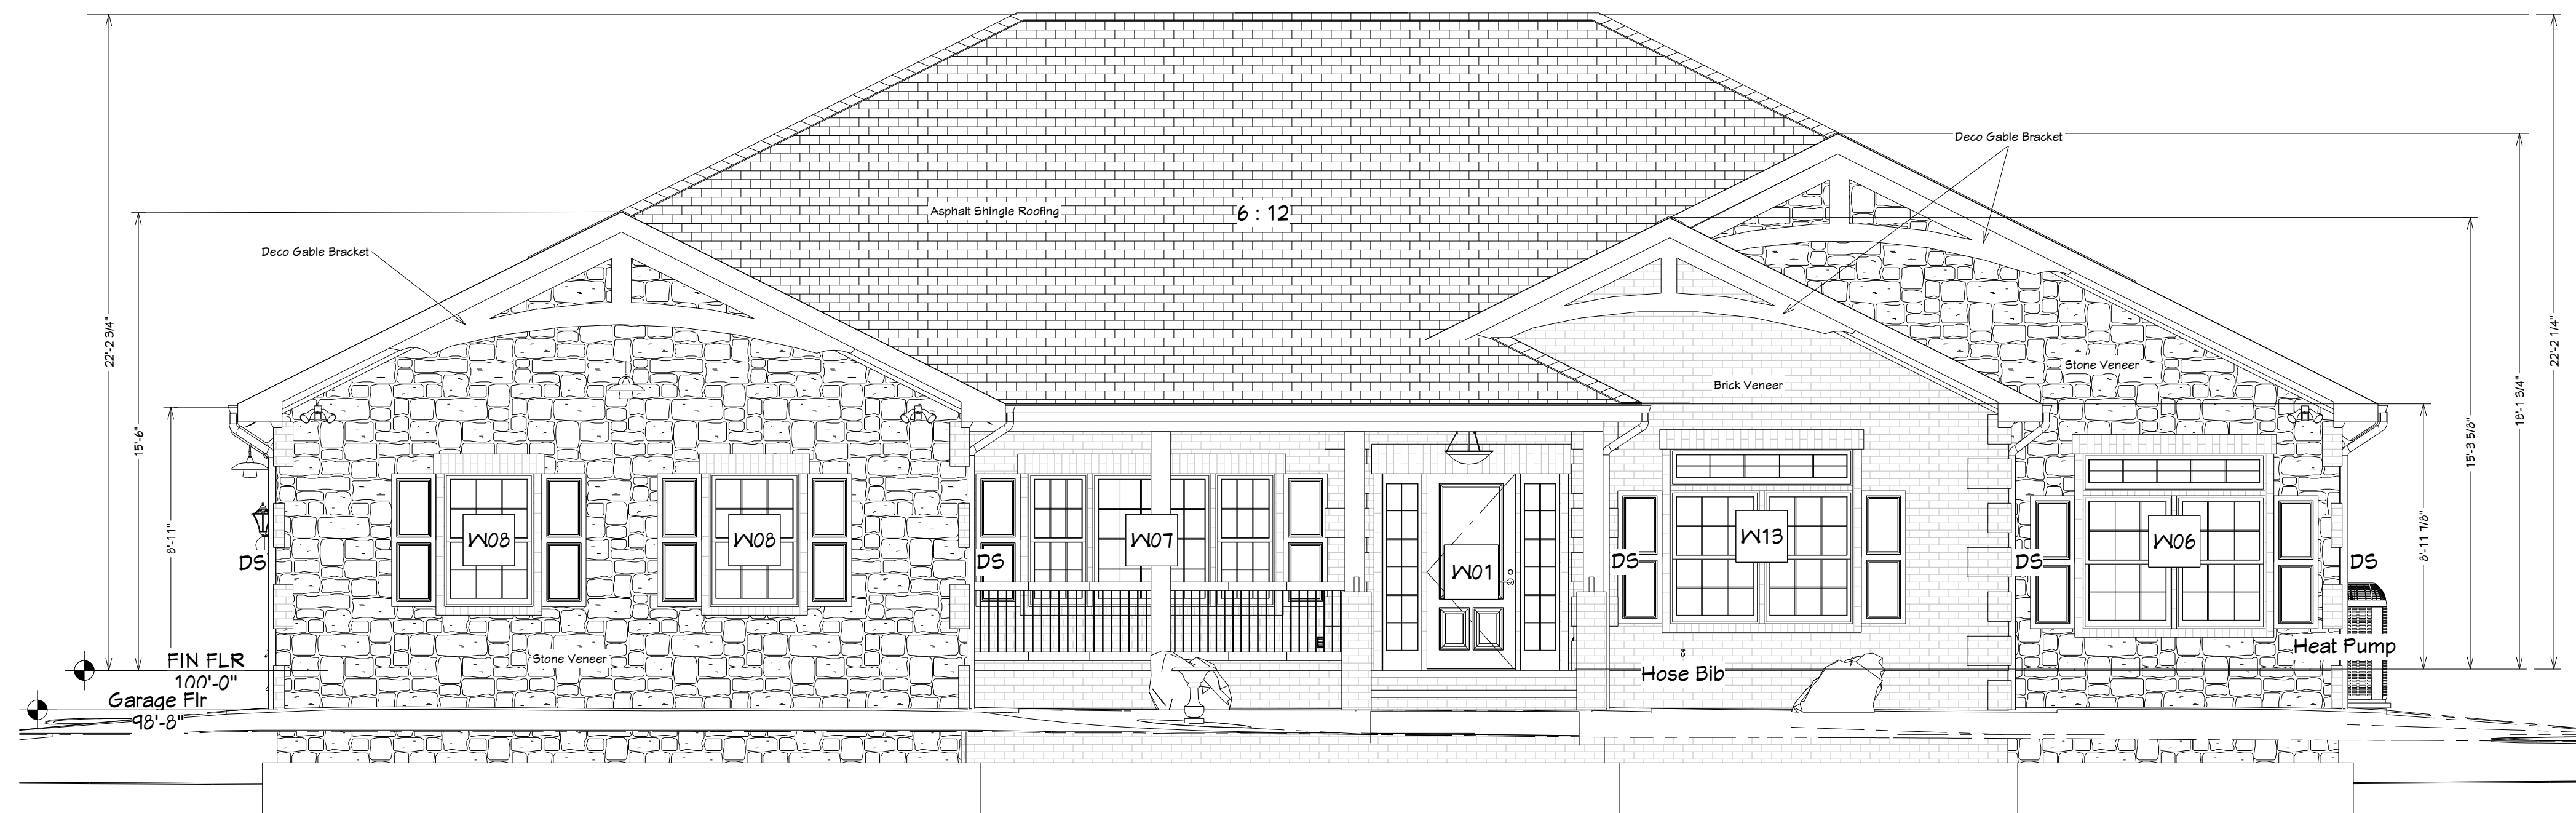 Deco Gable Bracket
Asphalt Shingle Roofing
6 : 12
Deco Gable Bracket
22'-2 3/4"
15'-6"
8'-11"
22'-2 1/4"
18'-1 3/4"
15'-3 5/8"
8'-11 7/8"
Brick Veneer
Stone Veneer
W08
W08
W07
W01
W13
W06
DS
DS
DS
DS
DS
Stone Veneer
Hose Bib
Heat Pump
FIN FLR
100'-0"
Garage Flr
98'-8"
E